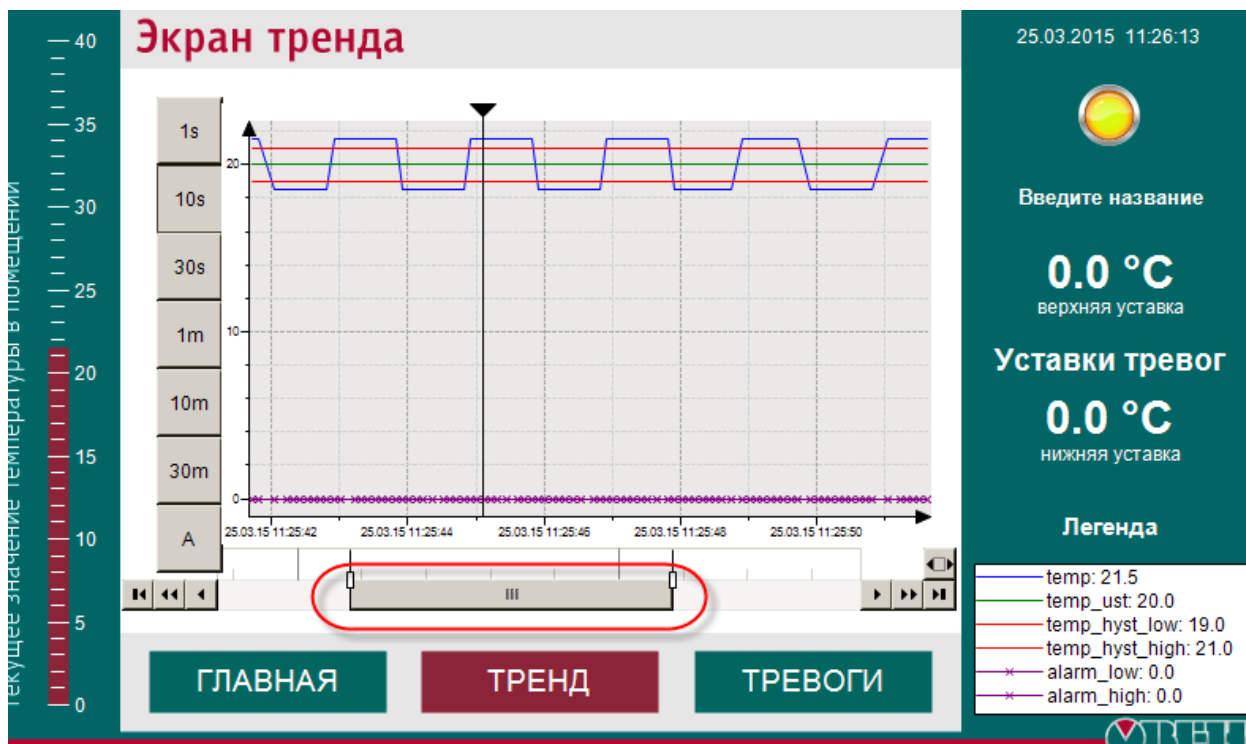 Экран тренда
25.03.2015 11:26:13
40
35
30
25
20
15
10
5
0
текущее значение температуры в помещении
1s
10s
30s
1m
10m
30m
A
20
10
0
25.03.15 11:25:42
25.03.15 11:25:44
25.03.15 11:25:46
25.03.15 11:25:48
25.03.15 11:25:50
ГЛАВНАЯ
ТРЕНД
ТРЕВОГИ
Введите название
0.0 °C
верхняя уставка
Уставки тревог
0.0 °C
нижняя уставка
Легенда
temp: 21.5
temp_ust: 20.0
temp_hyst_low: 19.0
temp_hyst_high: 21.0
alarm_low: 0.0
alarm_high: 0.0